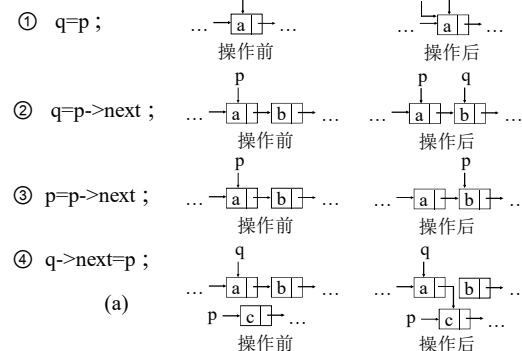 ① q=p；
… a … … a …
操作前 操作后
p p q
② q=p->next； … a b … … a b …
操作前 操作后
p p
③ p=p->next； … a b … … a b ..
操作前 操作后
④ q->next=p； q q
… a b … … a b ..
(a) p c … p c …
操作前 操作后